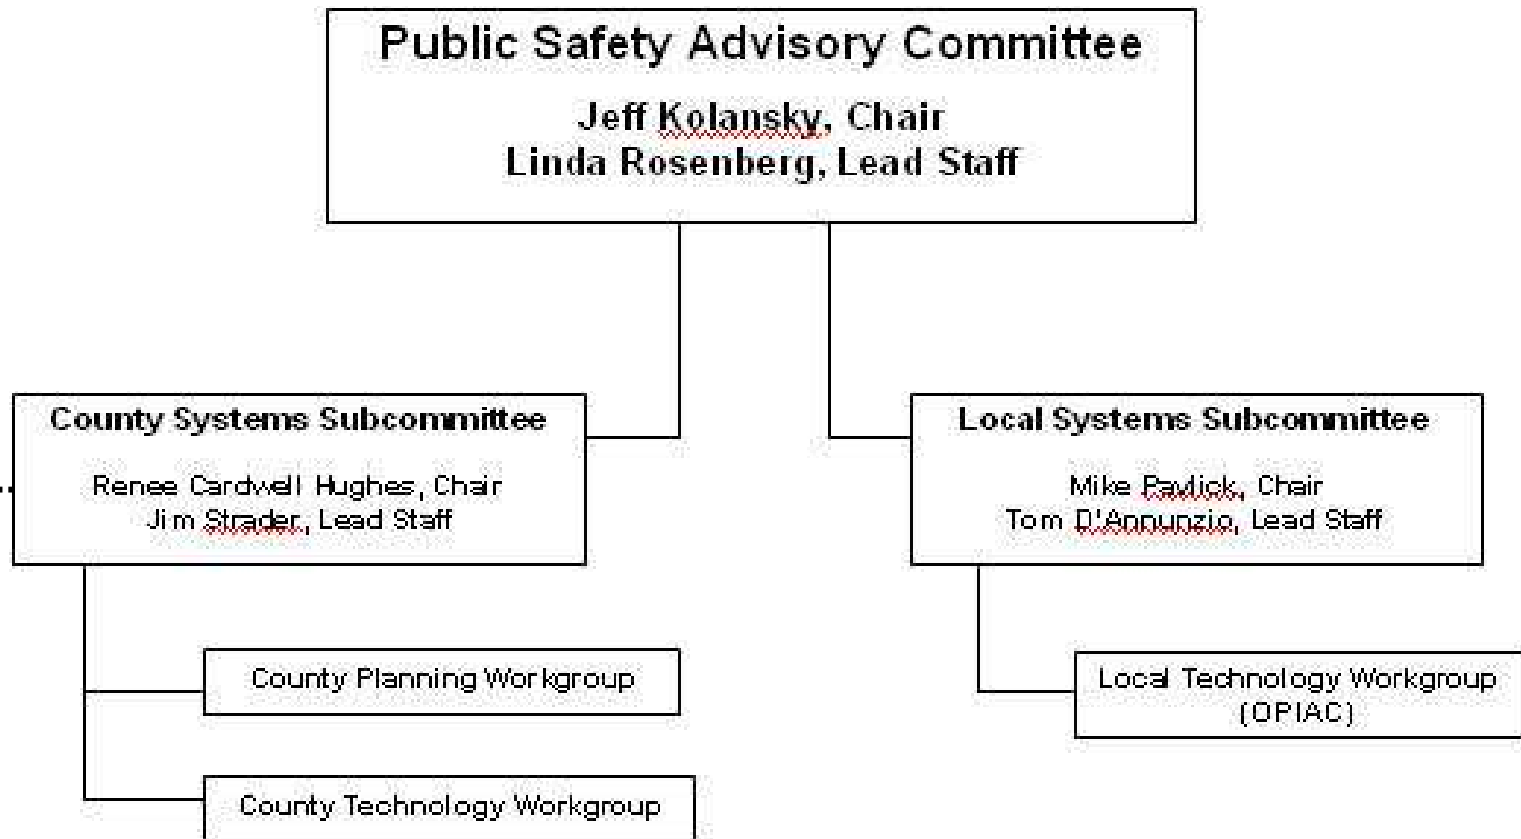 Public Safety Advisory Committee
Jeff Kolansky, Chair
Linda Rosenberg, Lead Staff
County Systems Subcommittee
Renee Cardwell Hughes, Chair
Jim Strader, Lead Staff
Local Systems Subcommittee
Mike Pavlick, Chair
Tom D'Annunzio, Lead Staff
County Planning Workgroup
County Technology Workgroup
Local Technology Workgroup
(OPIAC)